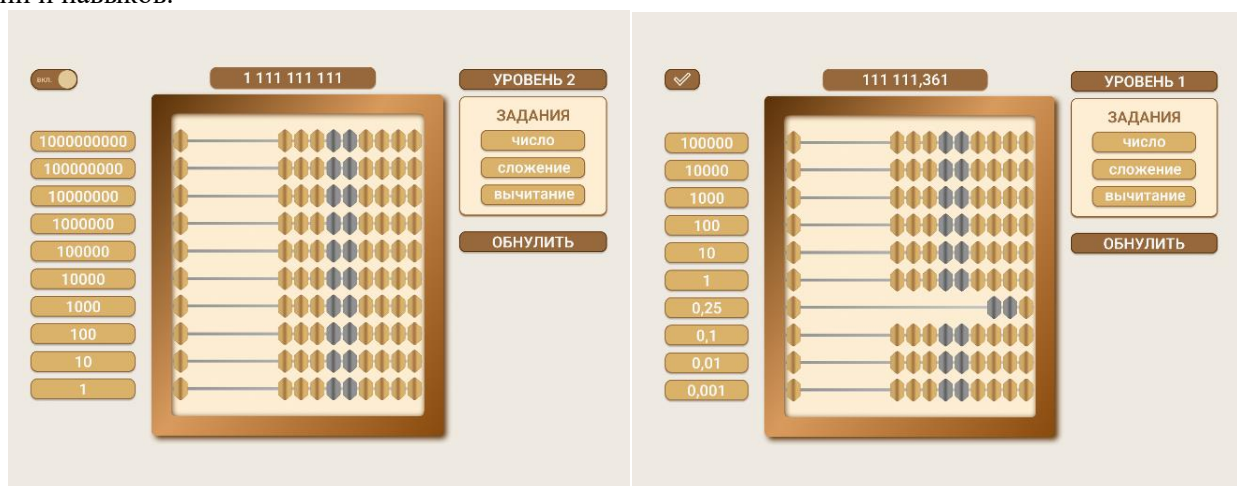 вкл.
1 111 111 111
УРОВЕНЬ 2
ЗАДАНИЯ
число
сложение
вычитание
ОБНУЛИТЬ
1000000000
100000000
10000000
1000000
100000
10000
1000
100
10
1
111 111,361
УРОВЕНЬ 1
ЗАДАНИЯ
число
сложение
вычитание
ОБНУЛИТЬ
100000
10000
1000
100
10
1
0,25
0,1
0,01
0,001